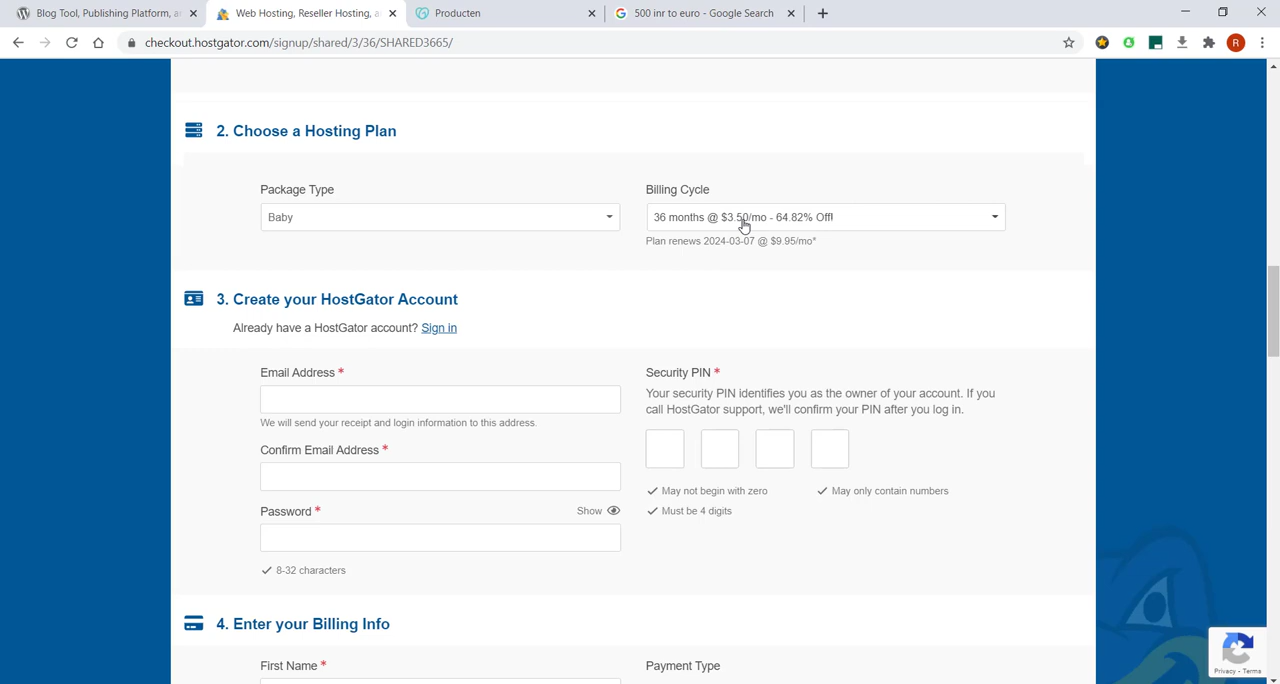 Blog Tool, Publishing Platform, a
Web Hosting, Reseller Hosting, a
Producten
500 inr to euro - Google Search
checkout.hostgator.com/signup/shared/3/36/SHARED3665/
R
2. Choose a Hosting Plan
Package Type
Billing Cycle
Baby
36 months @ $3.50/mo - 64.82% Off!
Plan renews 2024-03-07 @ $9.95/mo*
3. Create your HostGator Account
Already have a HostGator account? Sign in
Email Address *
Security PIN *
Your security PIN identifies you as the owner of your account. If you
call HostGator support, we'll confirm your PIN after you log in.
We will send your receipt and login information to this address.
Confirm Email Address *
May not begin with zero
May only contain numbers
Password *
Show
Must be 4 digits
8-32 characters
4. Enter your Billing Info
First Name *
Payment Type
Privacy - Terms